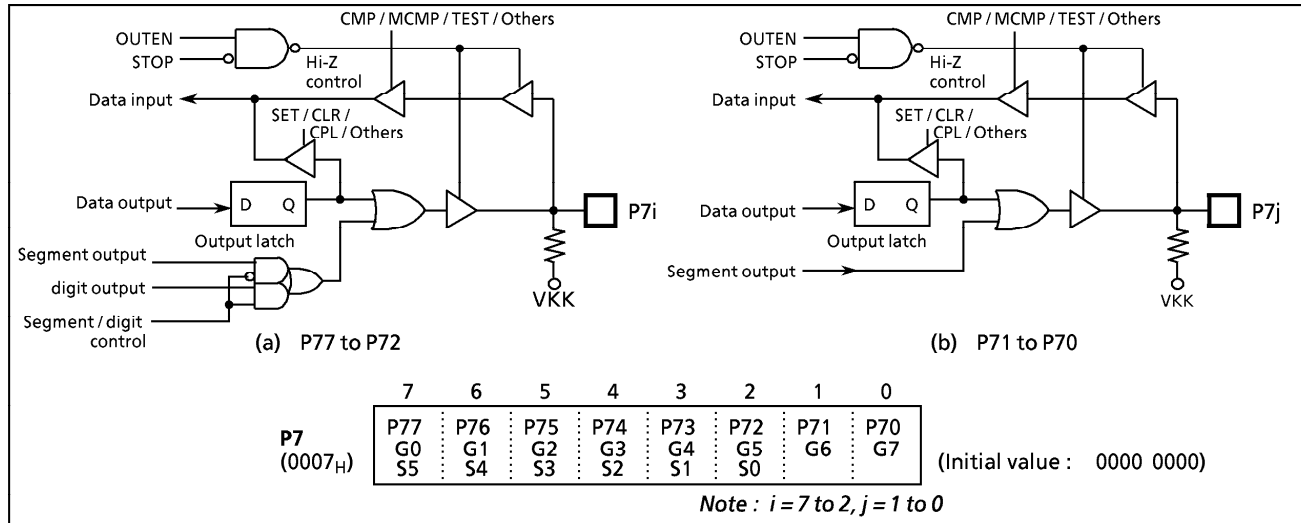 CMP / MCMP / TEST / Others
OUTEN
STOP
Hi-Z
control
Data input
SET / CLR /
CPL / Others
Data output
D Q
Output latch
P7i
Segment output
digit output
Segment / digit
control
VKK
(a) P77 to P72
CMP / MCMP / TEST / Others
OUTEN
STOP
Hi-Z
control
Data input
SET / CLR /
CPL / Others
Data output
D Q
Output latch
P7j
Segment output
VKK
(b) P71 to P70
7 6 5 4 3 2 1 0
P7
(0007H)
P77 P76 P75 P74 P73 P72 P71 P70
G0 G1 G2 G3 G4 G5 G6 G7
S5 S4 S3 S2 S1 S0
(Initial value : 0000 0000)
Note : i = 7 to 2, j = 1 to 0